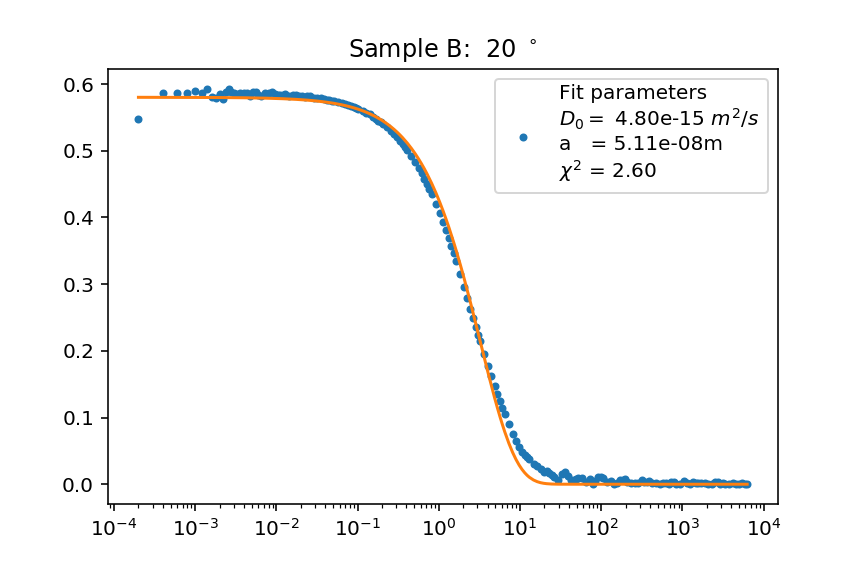 Sample B:  20 °
Fit parameters
D₀ =  4.80e-15 m²/s
a   = 5.11e-08m
χ² = 2.60
0.6
0.5
0.4
0.3
0.2
0.1
0.0
10⁻⁴ 10⁻³ 10⁻² 10⁻¹ 10⁰ 10¹ 10² 10³ 10⁴